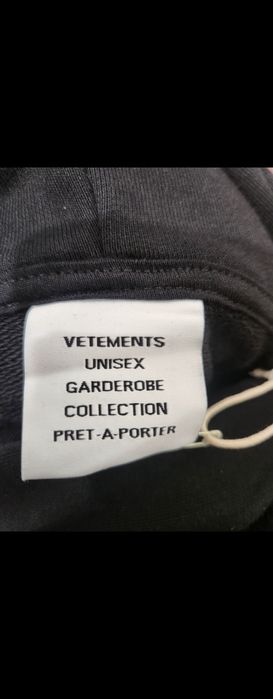 VETEMENTS
UNISEX
GARDEROBE
COLLECTION
PRET-A-PORTER